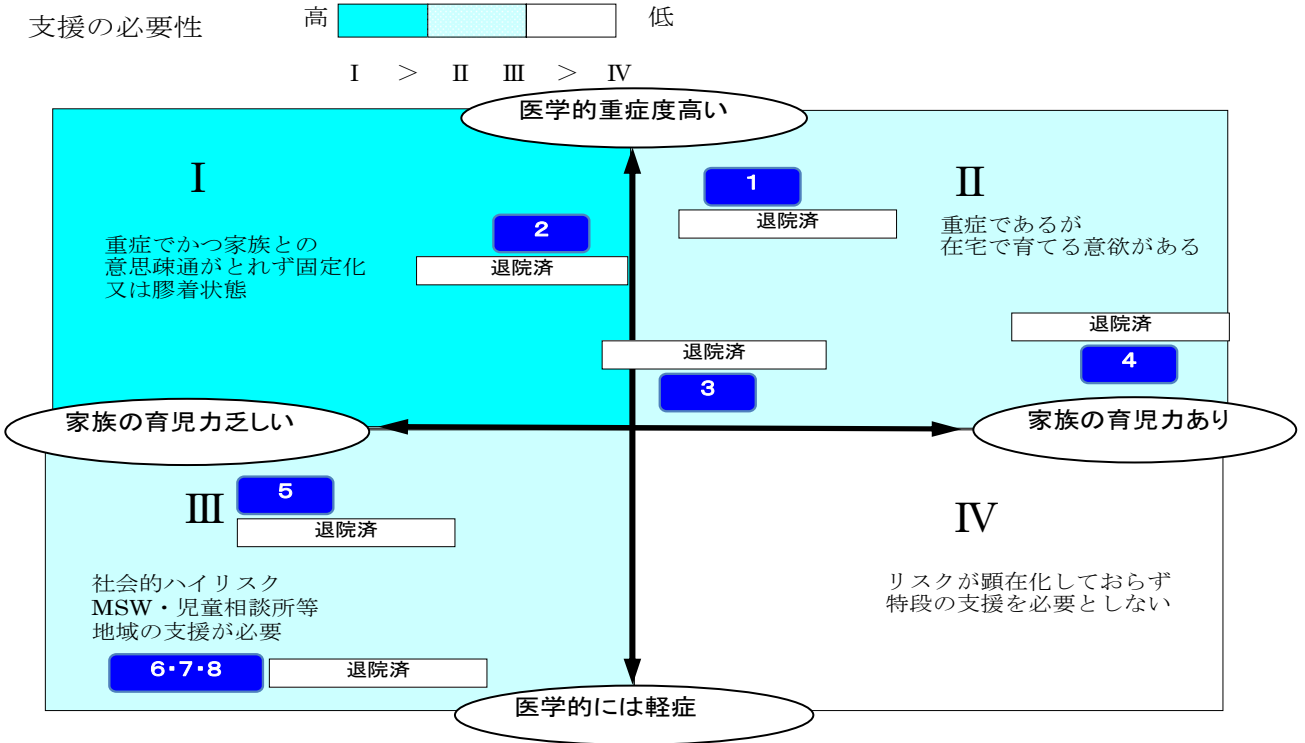 支援の必要性
高
低
Ⅰ ＞ Ⅱ Ⅲ ＞ Ⅳ
医学的重症度高い
Ⅰ
重症でかつ家族との
意思疎通がとれず固定化
又は膠着状態
2
退院済
1
退院済
Ⅱ
重症であるが
在宅で育てる意欲がある
退院済
3
退院済
4
家族の育児力乏しい
家族の育児力あり
Ⅲ
5
退院済
社会的ハイリスク
MSW・児童相談所等
地域の支援が必要
6・7・8
退院済
Ⅳ
リスクが顕在化しておらず
特段の支援を必要としない
医学的には軽症